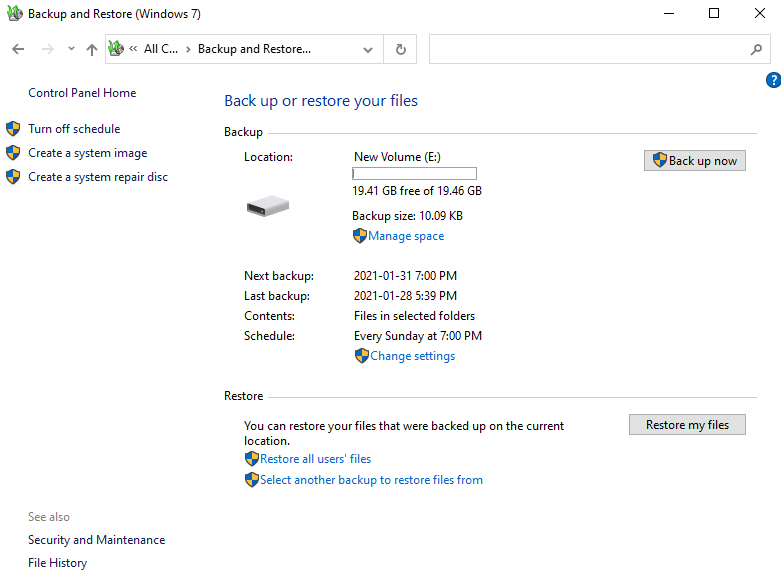 Backup and Restore (Windows 7)
« All C... › Backup and Restore...
Control Panel Home
Turn off schedule
Create a system image
Create a system repair disc
Back up or restore your files
Backup
Location:
New Volume (E:)
Back up now
19.41 GB free of 19.46 GB
Backup size: 10.09 KB
Manage space
Next backup: 2021-01-31 7:00 PM
Last backup: 2021-01-28 5:39 PM
Contents: Files in selected folders
Schedule: Every Sunday at 7:00 PM
Change settings
Restore
You can restore your files that were backed up on the current
location.
Restore my files
Restore all users' files
Select another backup to restore files from
See also
Security and Maintenance
File History